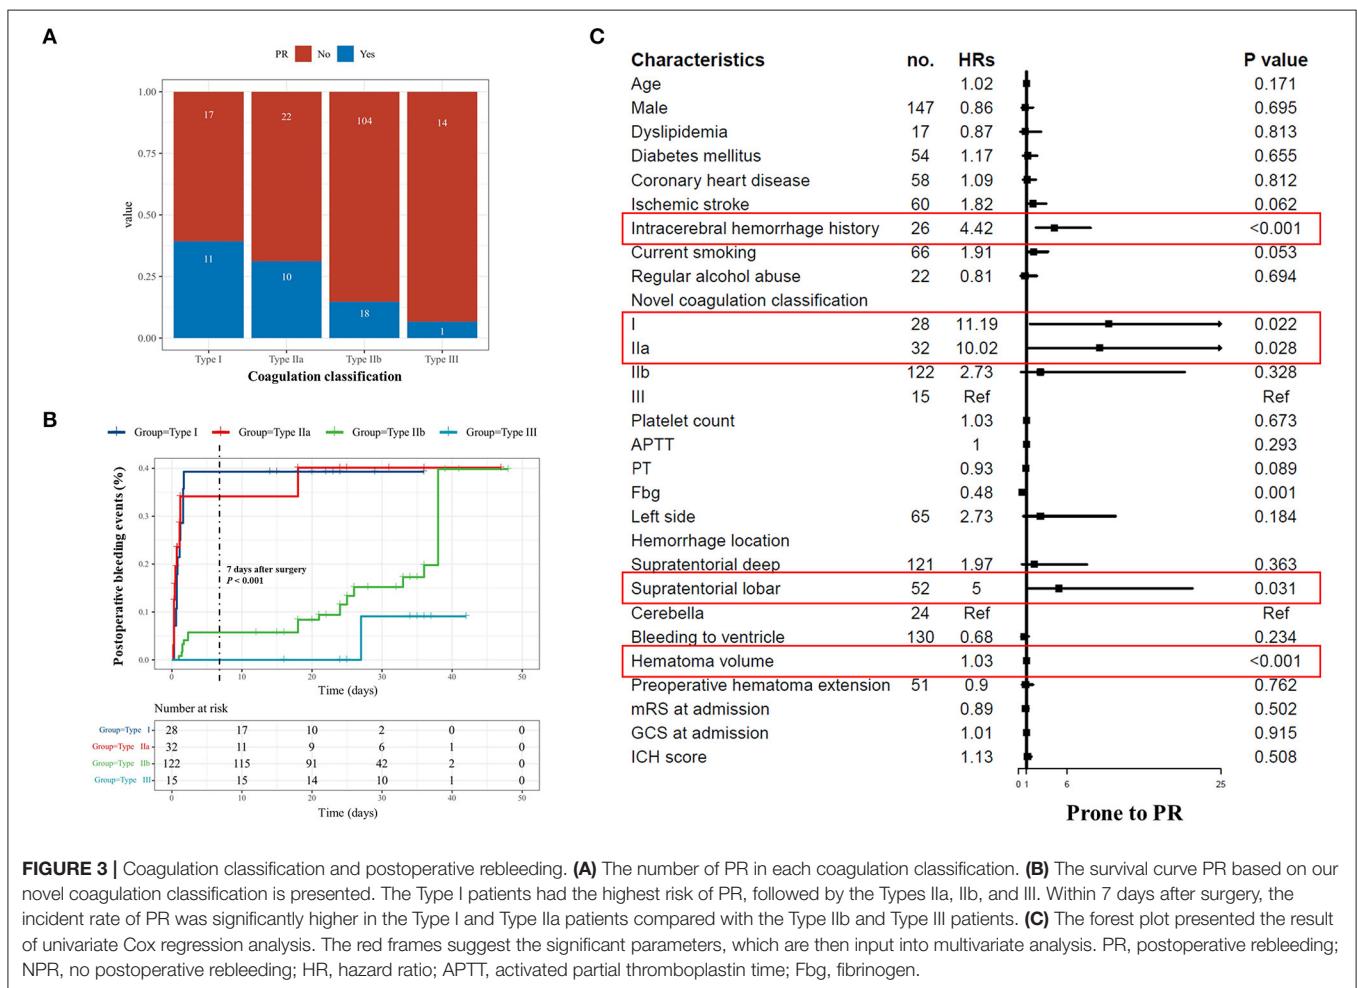 A
PR No Yes
1.00
0.75
0.50
0.25
0.00
value
17 22 104 14
11 10 18 1
Type I Type IIa Type IIb Type III
Coagulation classification
B
Group=Type I Group=Type IIa Group=Type IIb Group=Type III
Postoperative bleeding events (%)
0.4
0.3
0.2
0.1
0.0
7 days after surgery
P < 0.001
0 10 20 30 40 50
Time (days)
Number at risk
Group=Type I 28 17 10 2 0 0
Group=Type IIa 32 11 9 6 1 0
Group=Type IIb 122 115 91 42 2 0
Group=Type III 15 15 14 10 1 0
0 10 20 30 40 50
Time (days)
C
Characteristics no. HRs P value
Age 1.02 0.171
Male 147 0.86 0.695
Dyslipidemia 17 0.87 0.813
Diabetes mellitus 54 1.17 0.655
Coronary heart disease 58 1.09 0.812
Ischemic stroke 60 1.82 0.062
Intracerebral hemorrhage history 26 4.42 <0.001
Current smoking 66 1.91 0.053
Regular alcohol abuse 22 0.81 0.694
Novel coagulation classification
I 28 11.19 0.022
IIa 32 10.02 0.028
IIb 122 2.73 0.328
III 15 Ref Ref
Platelet count 1.03 0.673
APTT 1 0.293
PT 0.93 0.089
Fbg 0.48 0.001
Left side 65 2.73 0.184
Hemorrhage location
Supratentorial deep 121 1.97 0.363
Supratentorial lobar 52 5 0.031
Cerebella 24 Ref Ref
Bleeding to ventricle 130 0.68 0.234
Hematoma volume 1.03 <0.001
Preoperative hematoma extension 51 0.9 0.762
mRS at admission 0.89 0.502
GCS at admission 1.01 0.915
ICH score 1.13 0.508
0 1 6 25
Prone to PR
FIGURE 3 | Coagulation classification and postoperative rebleeding. (A) The number of PR in each coagulation classification. (B) The survival curve PR based on our
novel coagulation classification is presented. The Type I patients had the highest risk of PR, followed by the Types IIa, IIb, and III. Within 7 days after surgery, the
incident rate of PR was significantly higher in the Type I and Type IIa patients compared with the Type IIb and Type III patients. (C) The forest plot presented the result
of univariate Cox regression analysis. The red frames suggest the significant parameters, which are then input into multivariate analysis. PR, postoperative rebleeding;
NPR, no postoperative rebleeding; HR, hazard ratio; APTT, activated partial thromboplastin time; Fbg, fibrinogen.